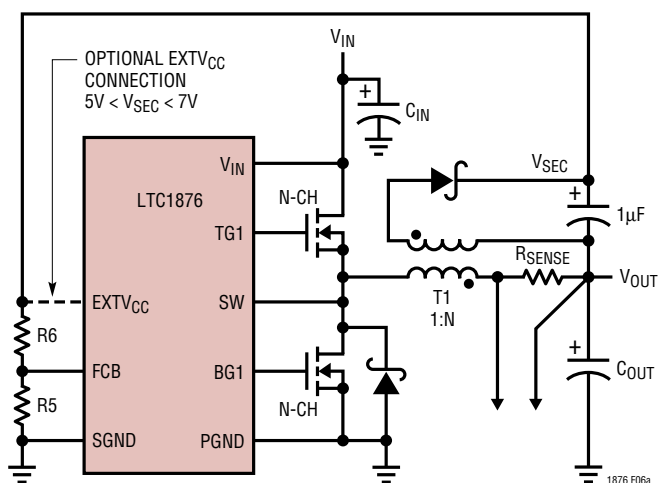 OPTIONAL EXTVCC
CONNECTION
5V < VSEC < 7V
VIN
+
CIN
VIN
LTC1876
N-CH
TG1
VSEC
+
1µF
RSENSE
VOUT
T1
1:N
EXTVCC
SW
R6
FCB
BG1
N-CH
+
COUT
R5
SGND
PGND
1876 F06a